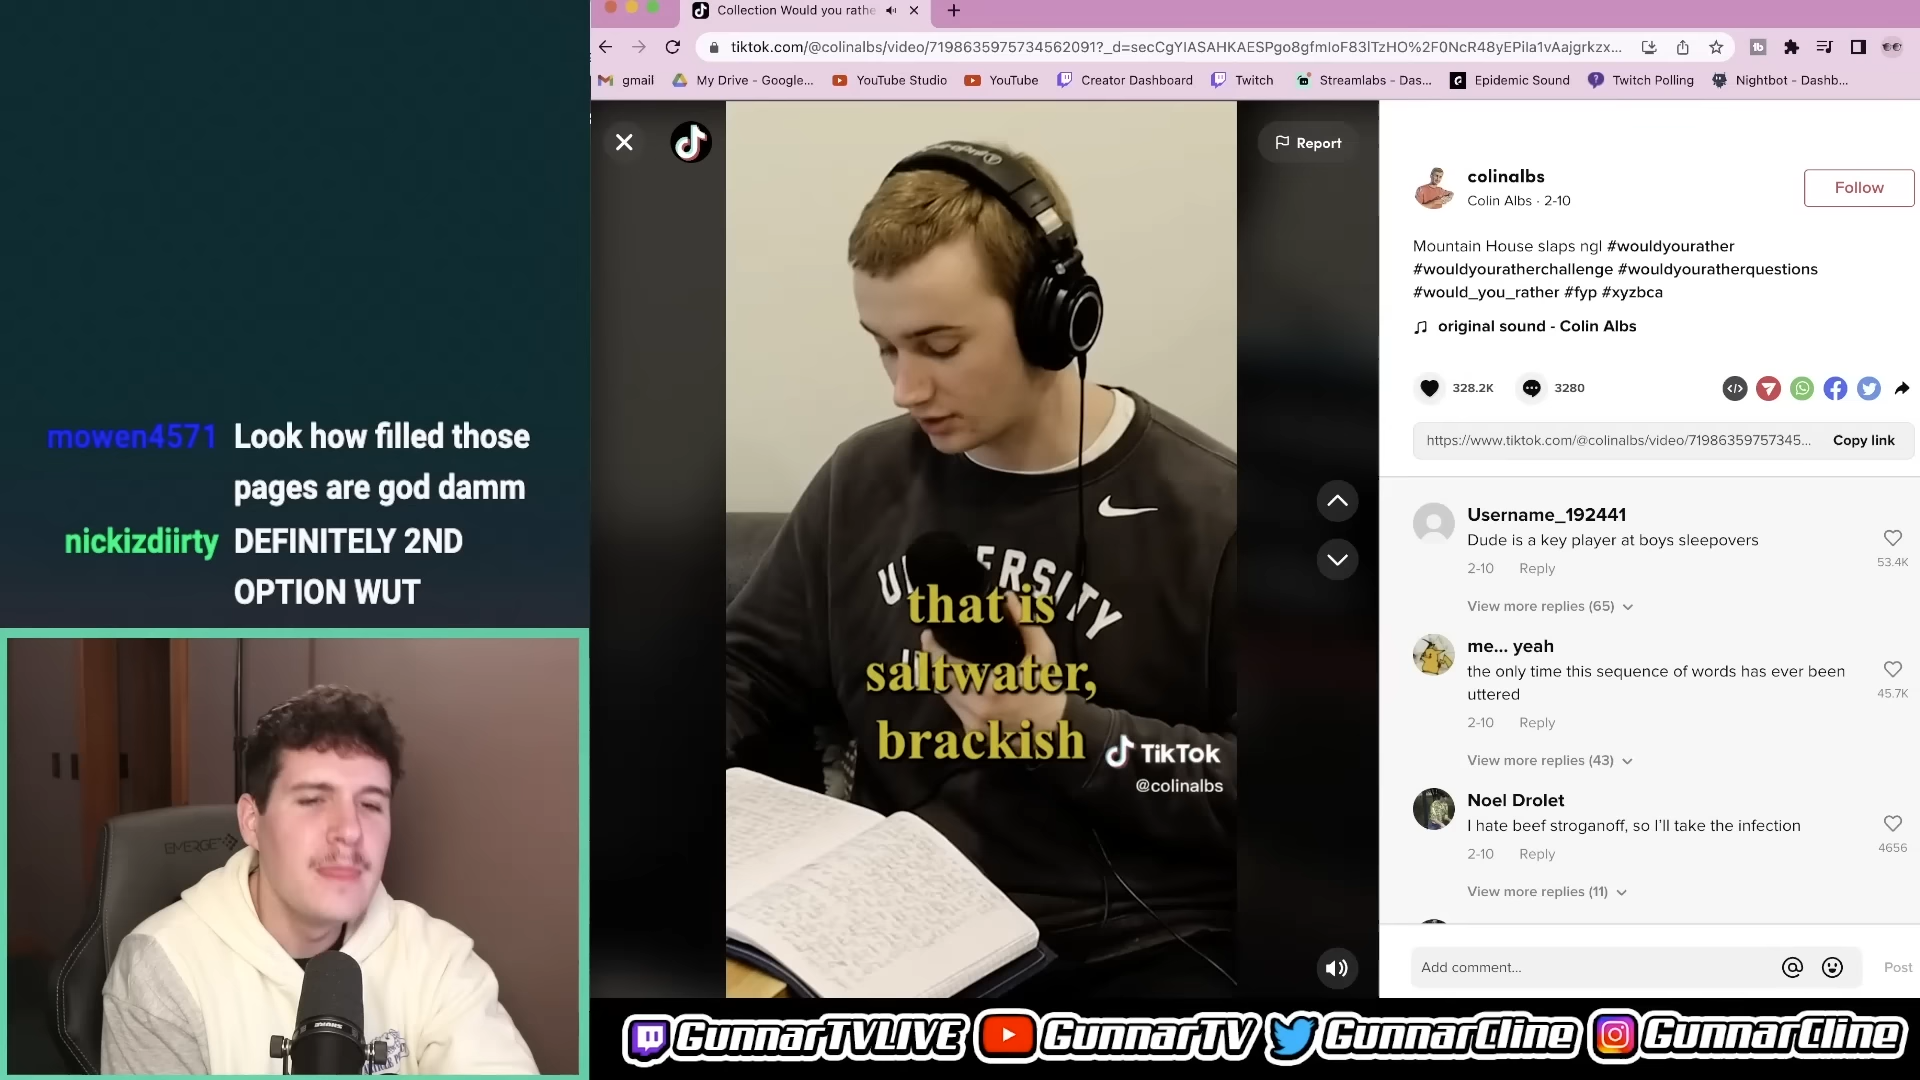 Collection Would you rathe
tiktok.com/@colinalbs/video/7198635975734562091?_d=secCgYIASAHKAESPgo8gfmIoF83lTzHO%2F0NcR48yEPiIa1vAajgrkzx...
gmail
My Drive - Google...
YouTube Studio
YouTube
Creator Dashboard
Twitch
Streamlabs - Das...
Epidemic Sound
Twitch Polling
Nightbot - Dashb...
Report
colinalbs
Colin Albs · 2-10
Follow
Mountain House slaps ngl #wouldyourather
#wouldyouratherchallenge #wouldyouratherquestions
#would_you_rather #fyp #xyzbca
original sound - Colin Albs
328.2K
3280
https://www.tiktok.com/@colinalbs/video/71986359757345...
Copy link
mowen4571 Look how filled those
pages are god damm
nickizdiirty DEFINITELY 2ND
OPTION WUT
that is
saltwater,
brackish
TikTok
@colinalbs
Username_192441
Dude is a key player at boys sleepovers
53.4K
2-10 Reply
View more replies (65)
me... yeah
the only time this sequence of words has ever been
uttered
45.7K
2-10 Reply
View more replies (43)
Noel Drolet
I hate beef stroganoff, so I'll take the infection
4656
2-10 Reply
View more replies (11)
Add comment...
Post
EMERGE
GunnarTVLIVE
GunnarTV
GunnarCline
GunnarCline